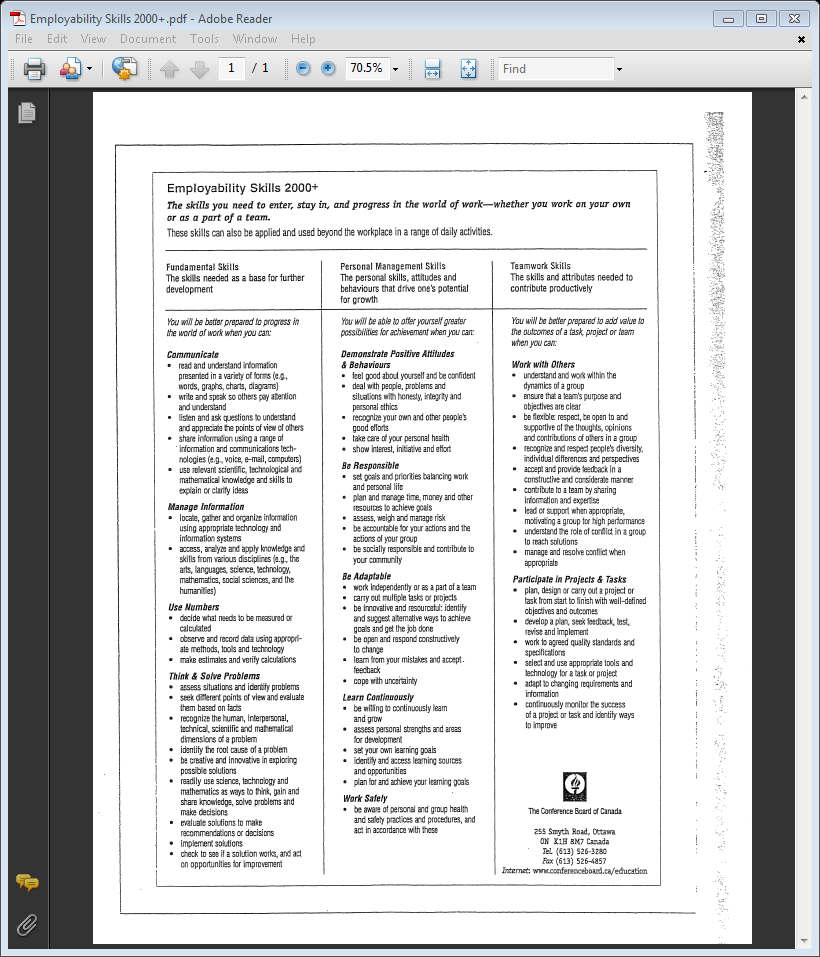 Employability Skills 2000+.pdf - Adobe Reader
File Edit View Document Tools Window Help
1 / 1 70.5% Find
Employability Skills 2000+
The skills you need to enter, stay in, and progress in the world of work—whether you work on your own
or as a part of a team.
These skills can also be applied and used beyond the workplace in a range of daily activities.
Fundamental Skills
The skills needed as a base for further
development
You will be better prepared to progress in
the world of work when you can:
Communicate
• read and understand information
presented in a variety of forms (e.g.,
words, graphs, charts, diagrams)
• write and speak so others pay attention
and understand
• listen and ask questions to understand
and appreciate the points of view of others
• share information using a range of
information and communications tech-
nologies (e.g., voice, e-mail, computers)
• use relevant scientific, technological and
mathematical knowledge and skills to
explain or clarify ideas
Manage Information
• locate, gather and organize information
using appropriate technology and
information systems
• access, analyze and apply knowledge and
skills from various disciplines (e.g., the
arts, languages, science, technology,
mathematics, social sciences, and the
humanities)
Use Numbers
• decide what needs to be measured or
calculated
• observe and record data using appropri-
ate methods, tools and technology
• make estimates and verify calculations
Think & Solve Problems
• assess situations and identify problems
• seek different points of view and evaluate
them based on facts
• recognize the human, interpersonal,
technical, scientific and mathematical
dimensions of a problem
• identify the root cause of a problem
• be creative and innovative in exploring
possible solutions
• readily use science, technology and
mathematics as ways to think, gain and
share knowledge, solve problems and
make decisions
• evaluate solutions to make
recommendations or decisions
• implement solutions
• check to see if a solution works, and act
on opportunities for improvement
Personal Management Skills
The personal skills, attitudes and
behaviours that drive one's potential
for growth
You will be able to offer yourself greater
possibilities for achievement when you can:
Demonstrate Positive Attitudes
& Behaviours
• feel good about yourself and be confident
• deal with people, problems and
situations with honesty, integrity and
personal ethics
• recognize your own and other people's
good efforts
• take care of your personal health
• show interest, initiative and effort
Be Responsible
• set goals and priorities balancing work
and personal life
• plan and manage time, money and other
resources to achieve goals
• assess, weigh and manage risk
• be accountable for your actions and the
actions of your group
• be socially responsible and contribute to
your community
Be Adaptable
• work independently or as a part of a team
• carry out multiple tasks or projects
• be innovative and resourceful: identify
and suggest alternative ways to achieve
goals and get the job done
• be open and respond constructively
to change
• learn from your mistakes and accept
feedback
• cope with uncertainty
Learn Continuously
• be willing to continuously learn
and grow
• assess personal strengths and areas
for development
• set your own learning goals
• identify and access learning sources
and opportunities
• plan for and achieve your learning goals
Work Safely
• be aware of personal and group health
and safety practices and procedures, and
act in accordance with these
Teamwork Skills
The skills and attributes needed to
contribute productively
You will be better prepared to add value to
the outcomes of a task, project or team
when you can:
Work with Others
• understand and work within the
dynamics of a group
• ensure that a team's purpose and
objectives are clear
• be flexible: respect, be open to and
supportive of the thoughts, opinions
and contributions of others in a group
• recognize and respect people's diversity,
individual differences and perspectives
• accept and provide feedback in a
constructive and considerate manner
• contribute to a team by sharing
information and expertise
• lead or support when appropriate,
motivating a group for high performance
• understand the role of conflict in a group
to reach solutions
• manage and resolve conflict when
appropriate
Participate in Projects & Tasks
• plan, design or carry out a project or
task from start to finish with well-defined
objectives and outcomes
• develop a plan, seek feedback, test,
revise and implement
• work to agreed quality standards and
specifications
• select and use appropriate tools and
technology for a task or project
• adapt to changing requirements and
information
• continuously monitor the success
of a project or task and identify ways
to improve
The Conference Board of Canada
255 Smyth Road, Ottawa
ON K1H 8M7 Canada
Tel. (613) 526-3280
Fax (613) 526-4857
Internet: www.conferenceboard.ca/education